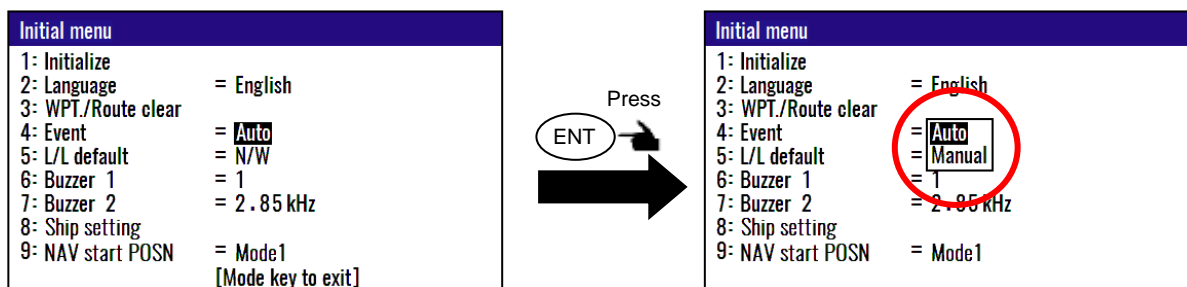 Initial menu
1: Initialize
2: Language = English
3: WPT./Route clear
4: Event = Auto
5: L/L default = N/W
6: Buzzer 1 = 1
7: Buzzer 2 = 2.85 kHz
8: Ship setting
9: NAV start POSN = Mode1
[Mode key to exit]
Press
ENT
Initial menu
1: Initialize
2: Language = English
3: WPT./Route clear
4: Event = Auto
5: L/L default = Manual
6: Buzzer 1 = 1
7: Buzzer 2 = 2.85 kHz
8: Ship setting
9: NAV start POSN = Mode1